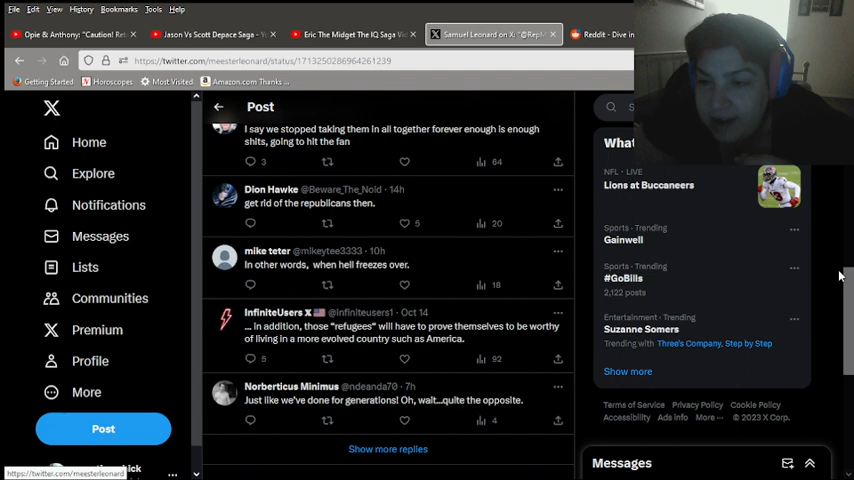 File Edit View History Bookmarks Tools Help
Opie & Anthony: "Caution! Rel
Jason Vs Scott Depace Saga - Y
Eric The Midget The IQ Saga Vi
Samuel Leonard on X: "@RepM
Reddit - Dive in
https://twitter.com/meesterleonard/status/1713250286964261239
Getting Started Horoscopes Most Visited Amazon.com Thanks ...
Home
Explore
Notifications
Messages
Lists
Communities
Premium
Profile
More
Post
https://twitter.com/meesterleonard
Post
I say we stopped taking them in all together forever enough is enough
shits, going to hit the fan
3 64
Dion Hawke @Beware_The_Nold · 14h
get rid of the republicans then.
5 20
mike teter @mikeytee3333 · 10h
In other words, when hell freezes over.
18
InfiniteUsers X @infiniteusers1 · Oct 14
... in addition, those "refugees" will have to prove themselves to be worthy
of living in a more evolved country such as America.
5 92
Norberticus Minimus @ndeanda70 · 7h
Just like we've done for generations! Oh, wait...quite the opposite.
4
Show more replies
S
What
NFL · LIVE
Lions at Buccaneers
Sports · Trending
Gainwell
Sports · Trending
#GoBills
2,122 posts
Entertainment · Trending
Suzanne Somers
Trending with Three's Company, Step by Step
Show more
Terms of Service Privacy Policy Cookie Policy
Accessibility Ads info More ··· © 2023 X Corp.
Messages